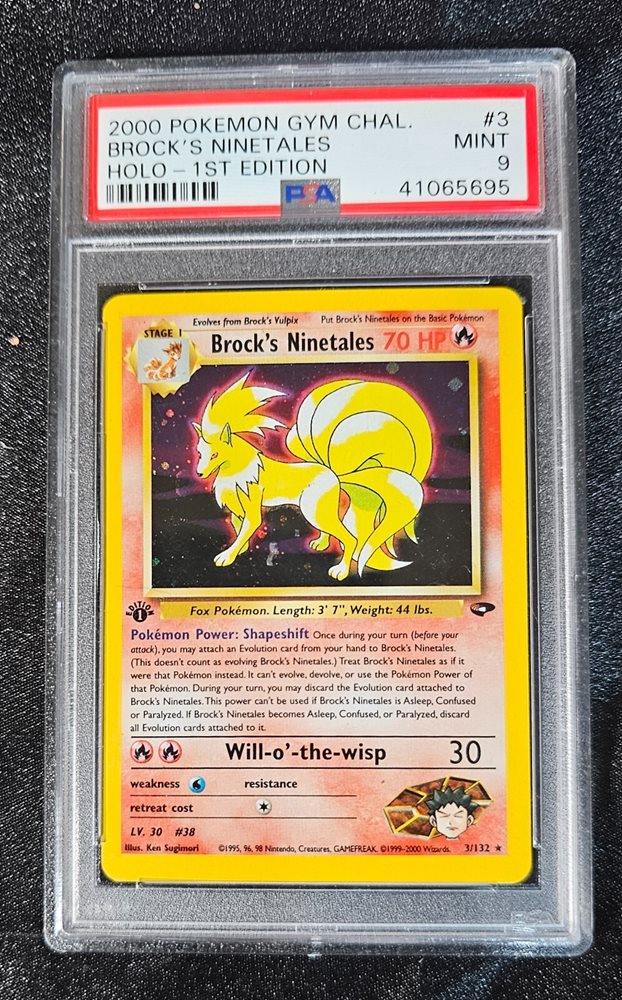 2000 POKEMON GYM CHAL. #3
BROCK'S NINETALES MINT
HOLO – 1ST EDITION 9
PSA 41065695
Evolves from Brock's Vulpix Put Brock's Ninetales on the Basic Pokémon
STAGE 1
Brock's Ninetales 70 HP
EDITION 1
Fox Pokémon. Length: 3' 7", Weight: 44 lbs.
Pokémon Power: Shapeshift Once during your turn (before your
attack), you may attach an Evolution card from your hand to Brock's Ninetales.
(This doesn't count as evolving Brock's Ninetales.) Treat Brock's Ninetales as if it
were that Pokémon instead. It can't evolve, devolve, or use the Pokémon Power of
that Pokémon. During your turn, you may discard the Evolution card attached to
Brock's Ninetales. This power can't be used if Brock's Ninetales is Asleep, Confused
or Paralyzed. If Brock's Ninetales becomes Asleep, Confused, or Paralyzed, discard
all Evolution cards attached to it.
Will-o'-the-wisp 30
weakness resistance
retreat cost
LV. 30 #38
Illus. Ken Sugimori ©1995, 96, 98 Nintendo, Creatures, GAMEFREAK. ©1999-2000 Wizards. 3/132 ★